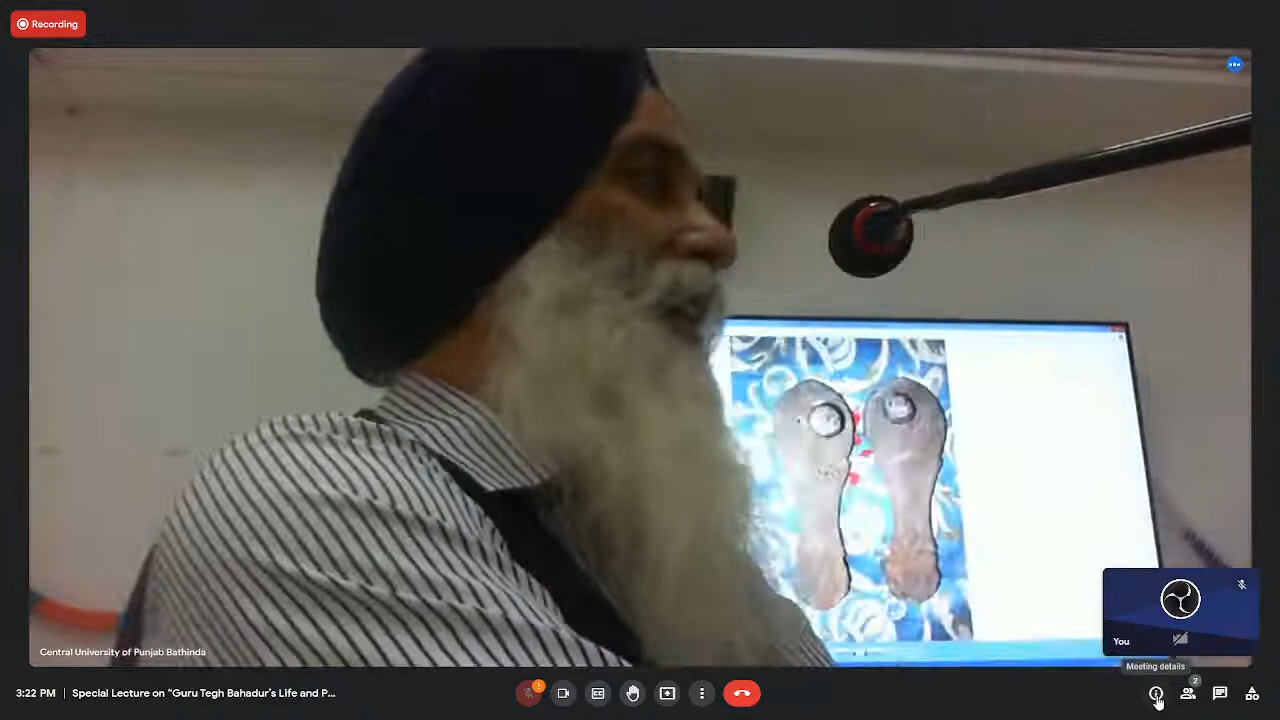 Recording
Central University of Punjab Bathinda
You
Meeting details
2
3:22 PM | Special Lecture on "Guru Tegh Bahadur's Life and P...